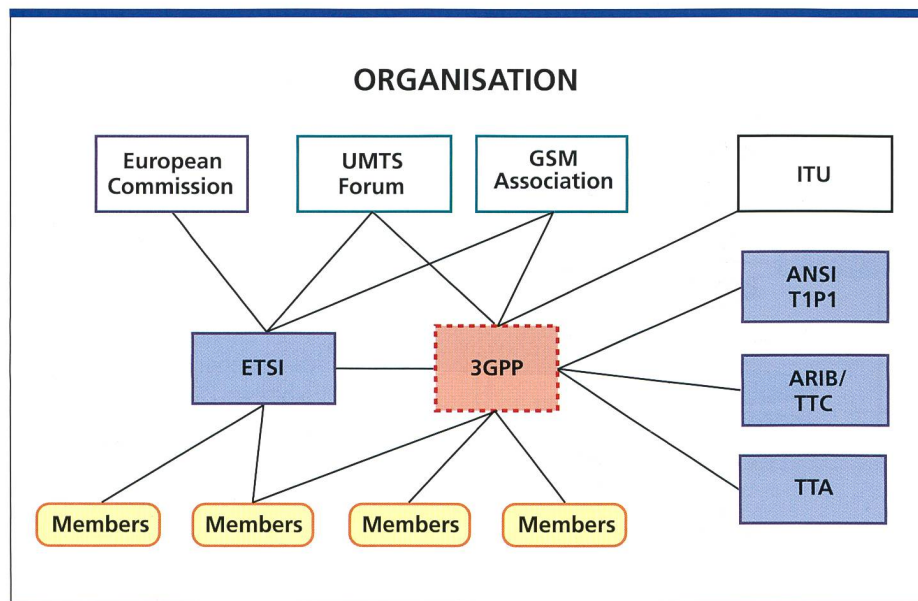 ORGANISATION
European
Commission
UMTS
Forum
GSM
Association
ITU
ANSI
T1P1
ETSI
3GPP
ARIB/
TTC
TTA
Members
Members
Members
Members